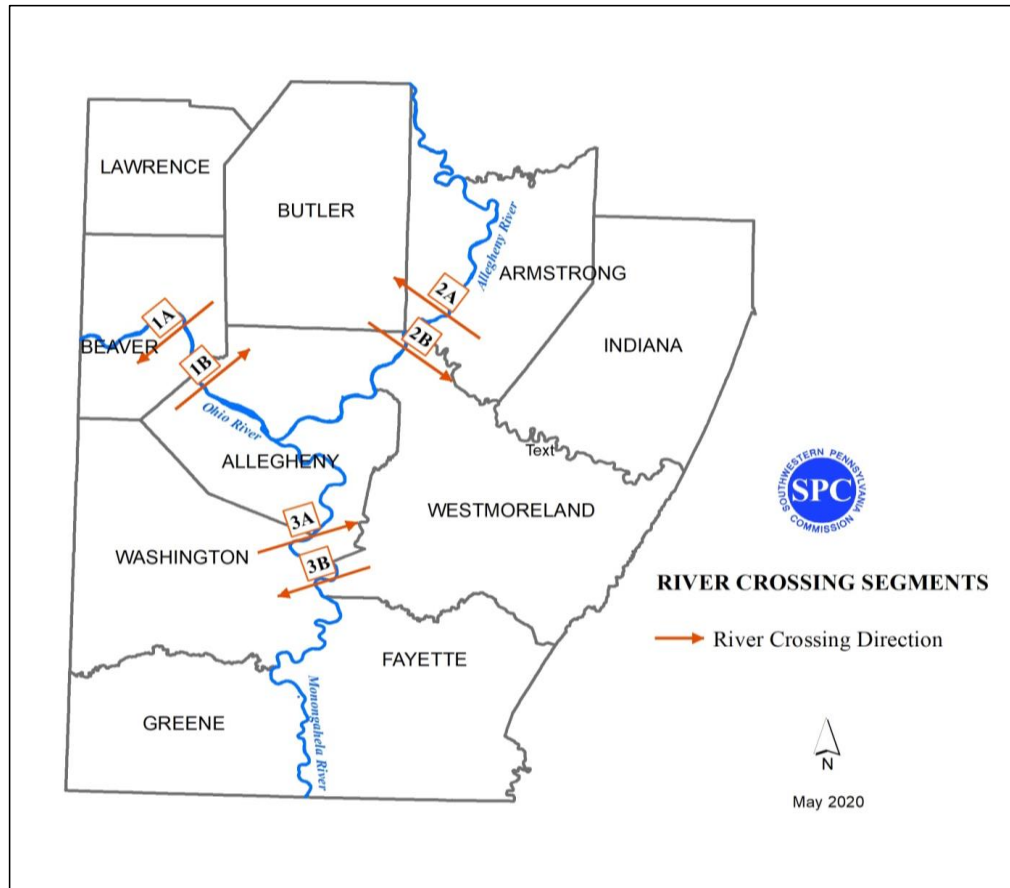 LAWRENCE
BUTLER
Allegheny River
ARMSTRONG
2A
1A
2B
BEAVER
INDIANA
1B
Ohio River
Text
ALLEGHENY
SOUTHWESTERN PENNSYLVANIA
SPC
COMMISSION
WESTMORELAND
3A
WASHINGTON
3B
RIVER CROSSING SEGMENTS
River Crossing Direction
FAYETTE
Monongahela River
GREENE
N
May 2020